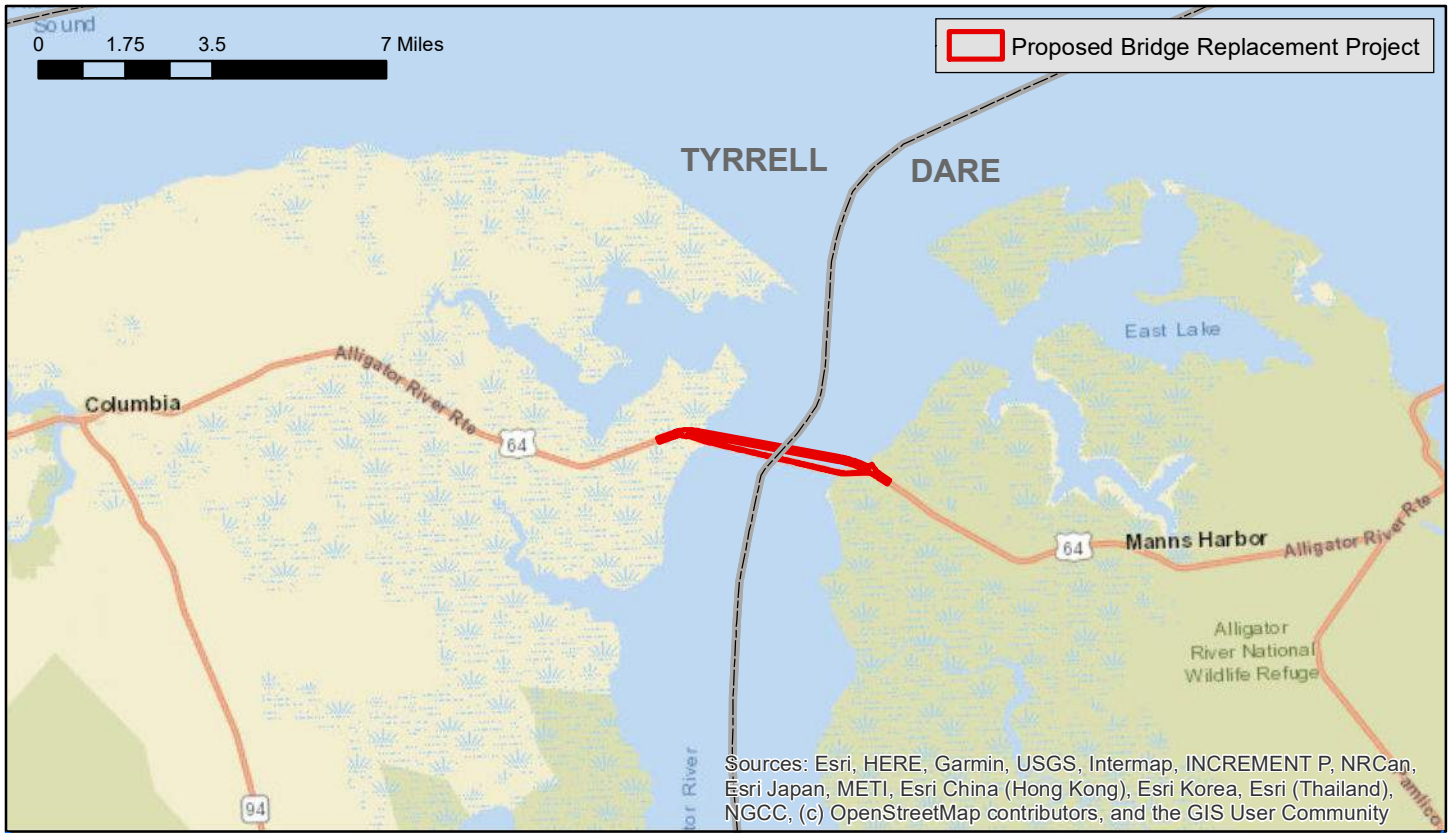 Sound
0 1.75 3.5 7 Miles
Proposed Bridge Replacement Project
TYRRELL
DARE
East Lake
Alligator River Rte
Columbia
64
64
Manns Harbor
Alligator River Rte
Alligator
River National
Wildlife Refuge
94
tor River
Sources: Esri, HERE, Garmin, USGS, Intermap, INCREMENT P, NRCan,
Esri Japan, METI, Esri China (Hong Kong), Esri Korea, Esri (Thailand),
NGCC, (c) OpenStreetMap contributors, and the GIS User Community